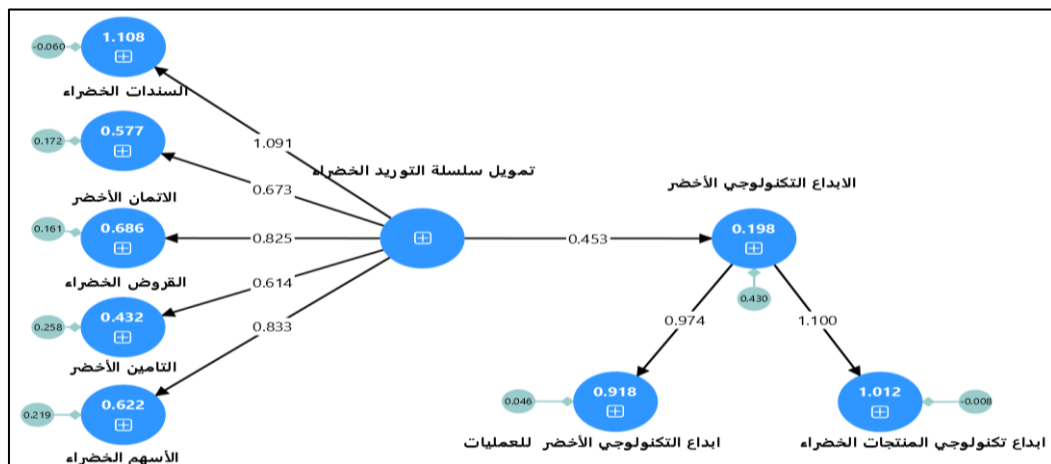 1.108
-0.060
السندات الخضراء
0.577
0.172
1.091
تمويل سلسلة التوريد الخضراء
الابداع التكنولوجي الأخضر
0.673
الاتمان الأخضر
0.686
0.161
0.825
0.453
0.198
القروض الخضراء
0.614
0.430
0.432
0.258
0.833
0.974
1.100
التامين الأخضر
0.622
0.219
0.918
0.046
1.012
-0.008
ابداع التكنولوجي الأخضر للعمليات
ابداع تكنولوجي المنتجات الخضراء
الأسهم الخضراء